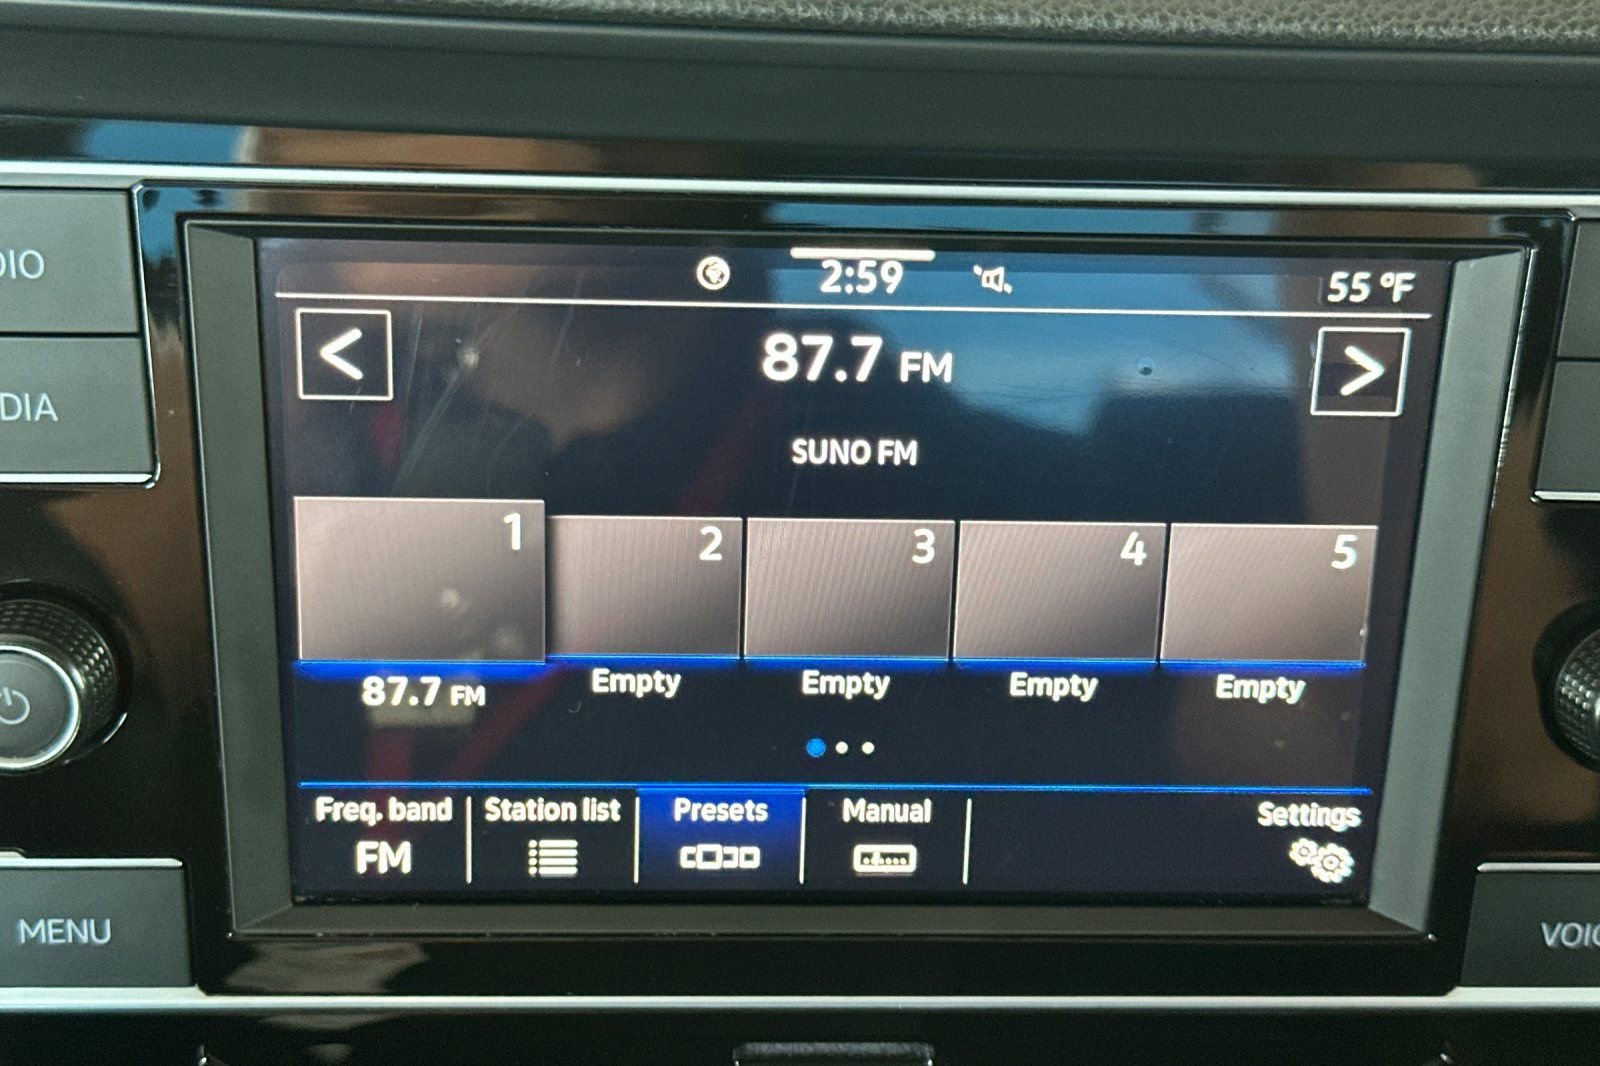 DIO
2:59
55 °F
<
87.7 FM
>
DIA
SUNO FM
1
2
3
4
5
87.7 FM
Empty
Empty
Empty
Empty
Freq. band
Station list
Presets
Manual
Settings
FM
MENU
VOIC